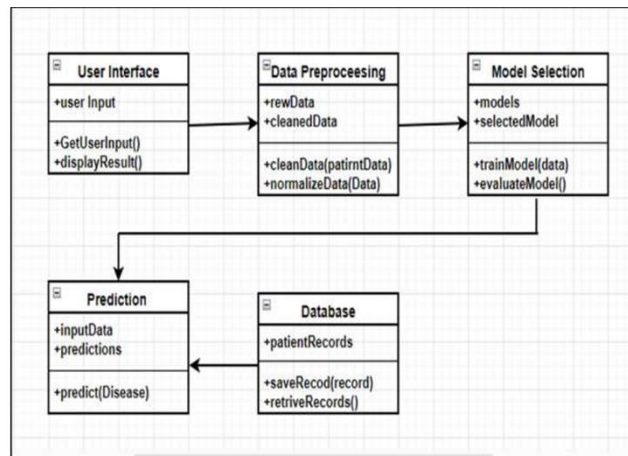 User Interface
+user Input
+GetUserInput()
+displayResult()
Data Preproceesing
+rewData
+cleanedData
+cleanData(patirntData)
+normalizeData(Data)
Model Selection
+models
+selectedModel
+trainModel(data)
+evaluateModel()
Prediction
+inputData
+predictions
+predict(Disease)
Database
+patientRecords
+saveRecod(record)
+retriveRecords()